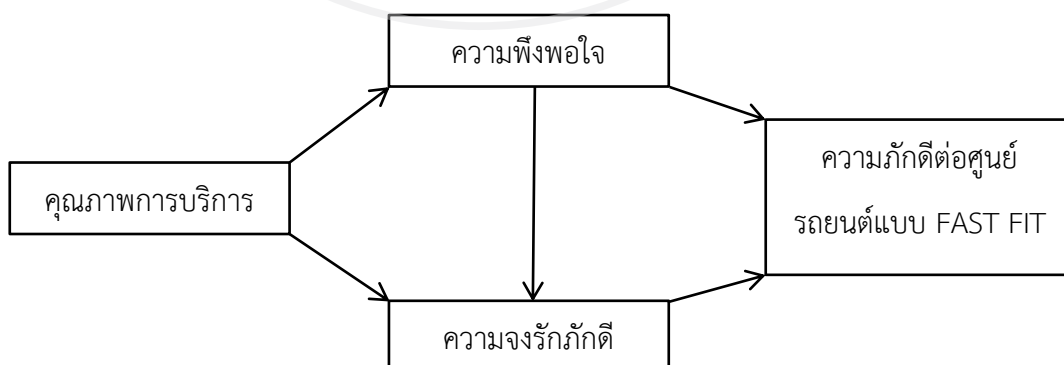 ความพึงพอใจ
คุณภาพการบริการ
ความภักดีต่อศูนย์
รถยนต์แบบ FAST FIT
ความจงรักภักดี